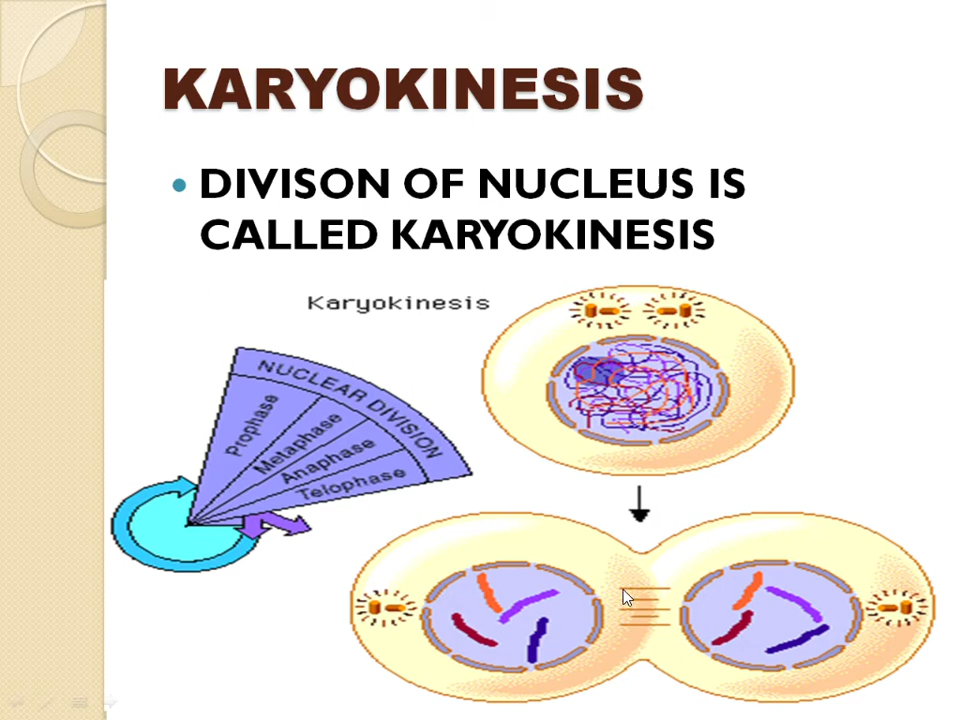 KARYOKINESIS
• DIVISON OF NUCLEUS IS
CALLED KARYOKINESIS
Karyokinesis
NUCLEAR DIVISION
Prophase
Metaphase
Anaphase
Telophase